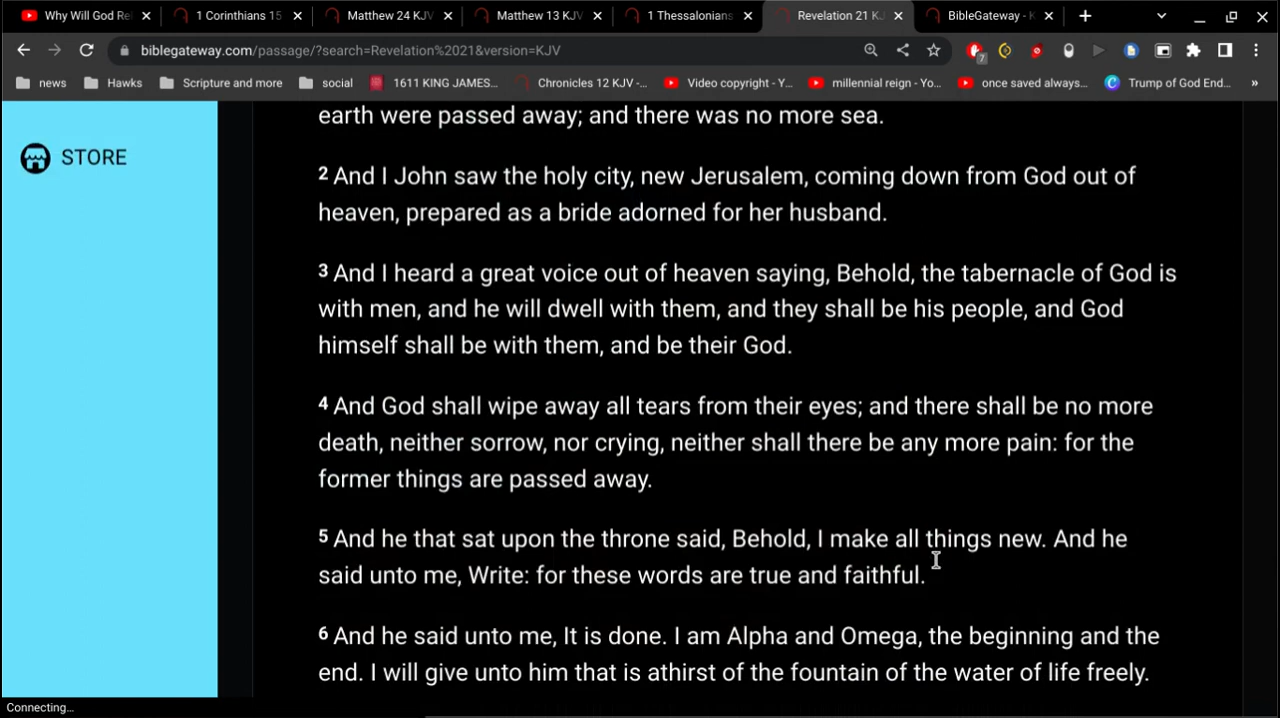 Why Will God Re
1 Corinthians 15
Matthew 24 KJV
Matthew 13 KJV
1 Thessalonians
Revelation 21 KJ
BibleGateway - K
biblegateway.com/passage/?search=Revelation%2021&version=KJV
7
news
Hawks
Scripture and more
social
1611 KING JAMES...
Chronicles 12 KJV -...
Video copyright - Y...
millennial reign - Yo...
once saved always...
Trump of God End...
»
STORE
earth were passed away; and there was no more sea.
2 And I John saw the holy city, new Jerusalem, coming down from God out of
heaven, prepared as a bride adorned for her husband.
3 And I heard a great voice out of heaven saying, Behold, the tabernacle of God is
with men, and he will dwell with them, and they shall be his people, and God
himself shall be with them, and be their God.
4 And God shall wipe away all tears from their eyes; and there shall be no more
death, neither sorrow, nor crying, neither shall there be any more pain: for the
former things are passed away.
5 And he that sat upon the throne said, Behold, I make all things new. And he
said unto me, Write: for these words are true and faithful.
6 And he said unto me, It is done. I am Alpha and Omega, the beginning and the
end. I will give unto him that is athirst of the fountain of the water of life freely.
Connecting...